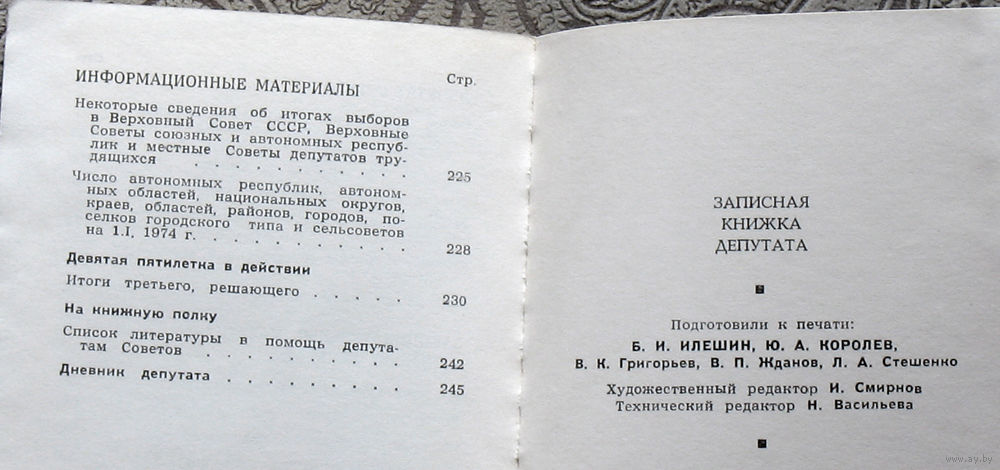 Стр.
ИНФОРМАЦИОННЫЕ МАТЕРИАЛЫ
Некоторые сведения об итогах выборов
в Верховный Совет СССР, Верховные
Советы союзных и автономных респуб-
лик и местные Советы депутатов тру-
дящихся . . . . . . . . . . . 225
Число автономных республик, автоном-
ных областей, национальных округов,
краев, областей, районов, городов, по-
селков городского типа и сельсоветов
на 1.I. 1974 г. . . . . . . . . . . 228
Девятая пятилетка в действии
Итоги третьего, решающего . . . . . 230
На книжную полку
Список литературы в помощь депута-
там Советов . . . . . . . . . . 242
Дневник депутата . . . . . . . . . 245
ЗАПИСНАЯ
КНИЖКА
ДЕПУТАТА
Подготовили к печати:
Б. И. ИЛЕШИН, Ю. А. КОРОЛЕВ,
В. К. Григорьев, В. П. Жданов, Л. А. Стешенко
Художественный редактор И. Смирнов
Технический редактор Н. Васильева
www.ay.by